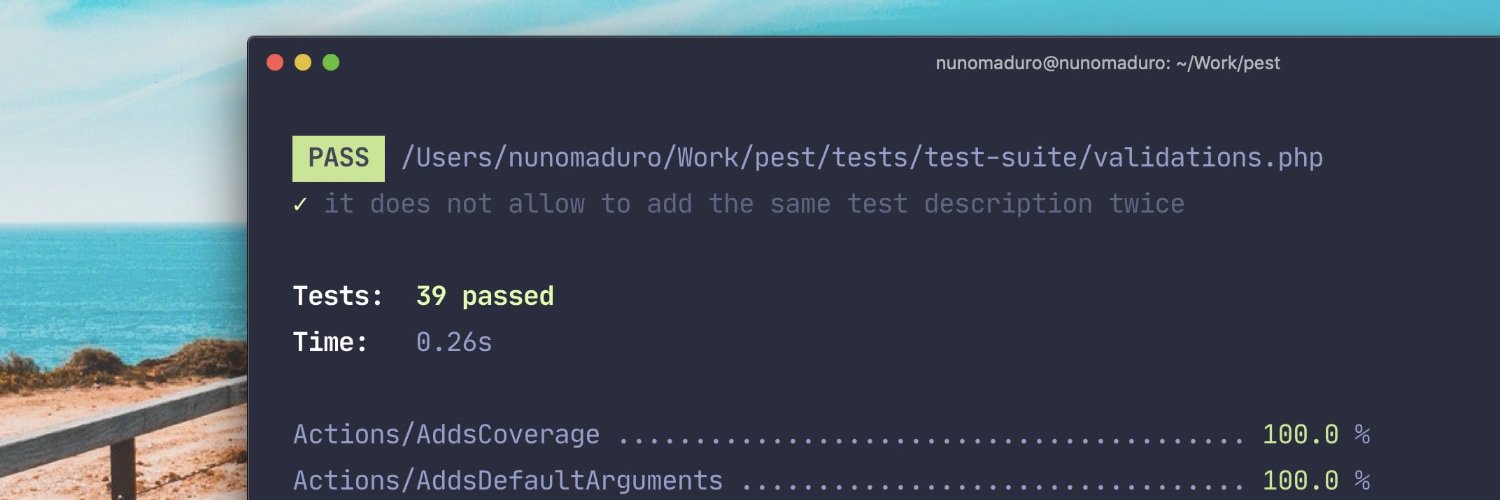 nunomaduro@nunomaduro: ~/Work/pest
PASS /Users/nunomaduro/Work/pest/tests/test-suite/validations.php
✓ it does not allow to add the same test description twice
Tests: 39 passed
Time: 0.26s
Actions/AddsCoverage ......................................... 100.0 %
Actions/AddsDefaultArguments ................................. 100.0 %